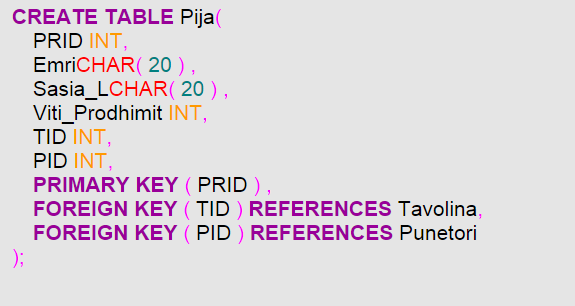 CREATE TABLE Pija(
PRID INT,
EmriCHAR( 20 ) ,
Sasia_LCHAR( 20 ) ,
Viti_Prodhimit INT,
TID INT,
PID INT,
PRIMARY KEY ( PRID ) ,
FOREIGN KEY ( TID ) REFERENCES Tavolina,
FOREIGN KEY ( PID ) REFERENCES Punetori
);